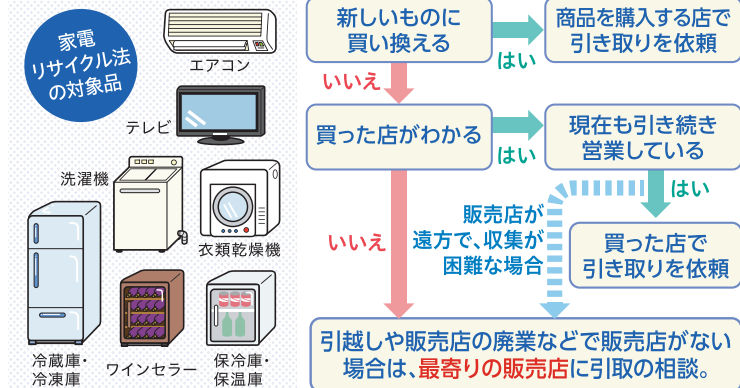 家電
リサイクル法
の対象品
エアコン
テレビ
洗濯機
衣類乾燥機
冷蔵庫・
冷凍庫
ワインセラー
保冷庫・
保温庫
新しいものに
買い換える
はい
商品を購入する店で
引き取りを依頼
いいえ
買った店がわかる
はい
現在も引き続き
営業している
はい
買った店で
引き取りを依頼
販売店が
遠方で、収集が
困難な場合
いいえ
引越しや販売店の廃業などで販売店がない
場合は、最寄りの販売店に引取の相談。